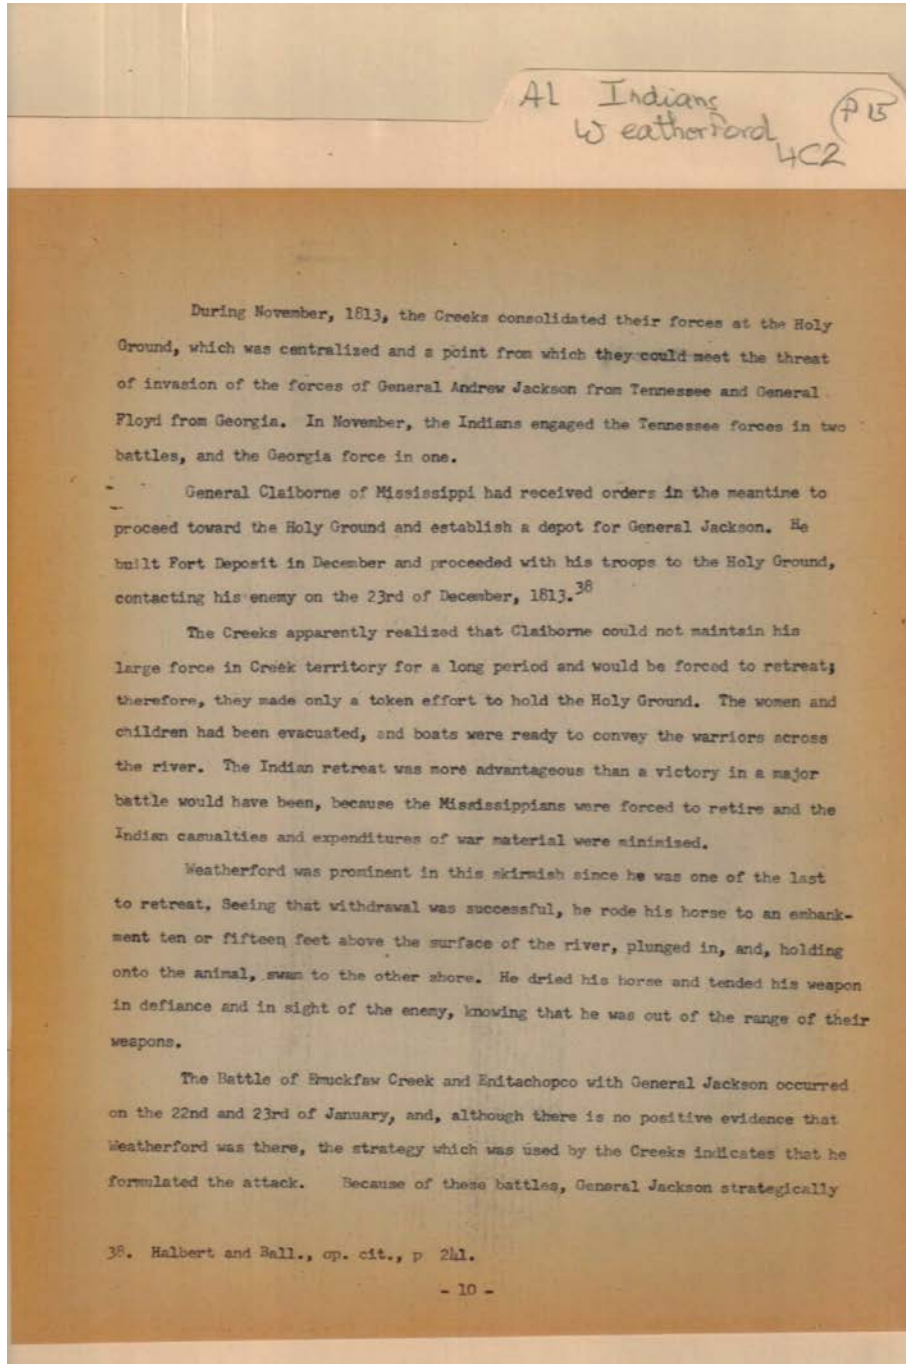 Al Indians
Weatherford
P 15
4C2
During November, 1813, the Creeks consolidated their forces at the Holy
Ground, which was centralized and a point from which they could meet the threat
of invasion of the forces of General Andrew Jackson from Tennessee and General
Floyd from Georgia. In November, the Indians engaged the Tennessee forces in two
battles, and the Georgia force in one.
General Claiborne of Mississippi had received orders in the meantime to
proceed toward the Holy Ground and establish a depot for General Jackson. He
built Fort Deposit in December and proceeded with his troops to the Holy Ground,
contacting his enemy on the 23rd of December, 1813.38
The Creeks apparently realized that Claiborne could not maintain his
large force in Creek territory for a long period and would be forced to retreat;
therefore, they made only a token effort to hold the Holy Ground. The women and
children had been evacuated, and boats were ready to convey the warriors across
the river. The Indian retreat was more advantageous than a victory in a major
battle would have been, because the Mississippians were forced to retire and the
Indian casualties and expenditures of war material were minimized.
Weatherford was prominent in this skirmish since he was one of the last
to retreat. Seeing that withdrawal was successful, he rode his horse to an embank-
ment ten or fifteen feet above the surface of the river, plunged in, and, holding
onto the animal, swam to the other shore. He dried his horse and tended his weapon
in defiance and in sight of the enemy, knowing that he was out of the range of their
weapons.
The Battle of Emuckfaw Creek and Enitachopco with General Jackson occurred
on the 22nd and 23rd of January, and, although there is no positive evidence that
Weatherford was there, the strategy which was used by the Creeks indicates that he
formulated the attack. Because of these battles, General Jackson strategically
38. Halbert and Ball., op. cit., p 241.
- 10 -